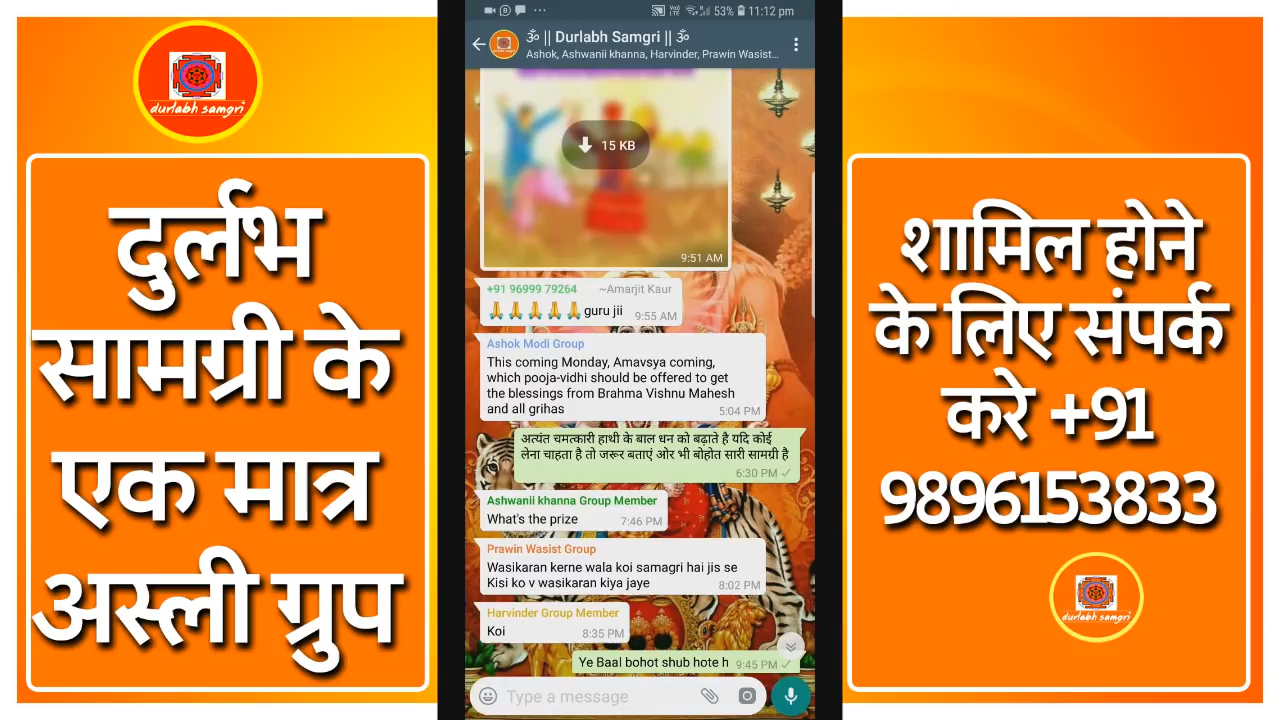 durlabh samgri
दुर्लभ
सामग्री के
एक मात्र
अस्ली ग्रुप
53% 11:12 pm
ॐ || Durlabh Samgri || ॐ
Ashok, Ashwanii khanna, Harvinder, Prawin Wasist...
15 KB
9:51 AM
+91 96999 79264 ~Amarjit Kaur
🙏🙏🙏🙏🙏guru jii 9:55 AM
Ashok Modi Group
This coming Monday, Amavsya coming,
which pooja-vidhi should be offered to get
the blessings from Brahma Vishnu Mahesh
and all grihas 5:04 PM
अत्यंत चमत्कारी हाथी के बाल धन को बढ़ाते है यदि कोई
लेना चाहता है तो जरूर बताएं ओर भी बोहोत सारी सामग्री है
6:30 PM
Ashwanii khanna Group Member
What's the prize 7:46 PM
Prawin Wasist Group
Wasikaran kerne wala koi samagri hai jis se
Kisi ko v wasikaran kiya jaye 8:02 PM
Harvinder Group Member
Koi 8:35 PM
Ye Baal bohot shub hote h 9:45 PM
Type a message
शामिल होने
के लिए संपर्क
करे +91
9896153833
durlabh samgri